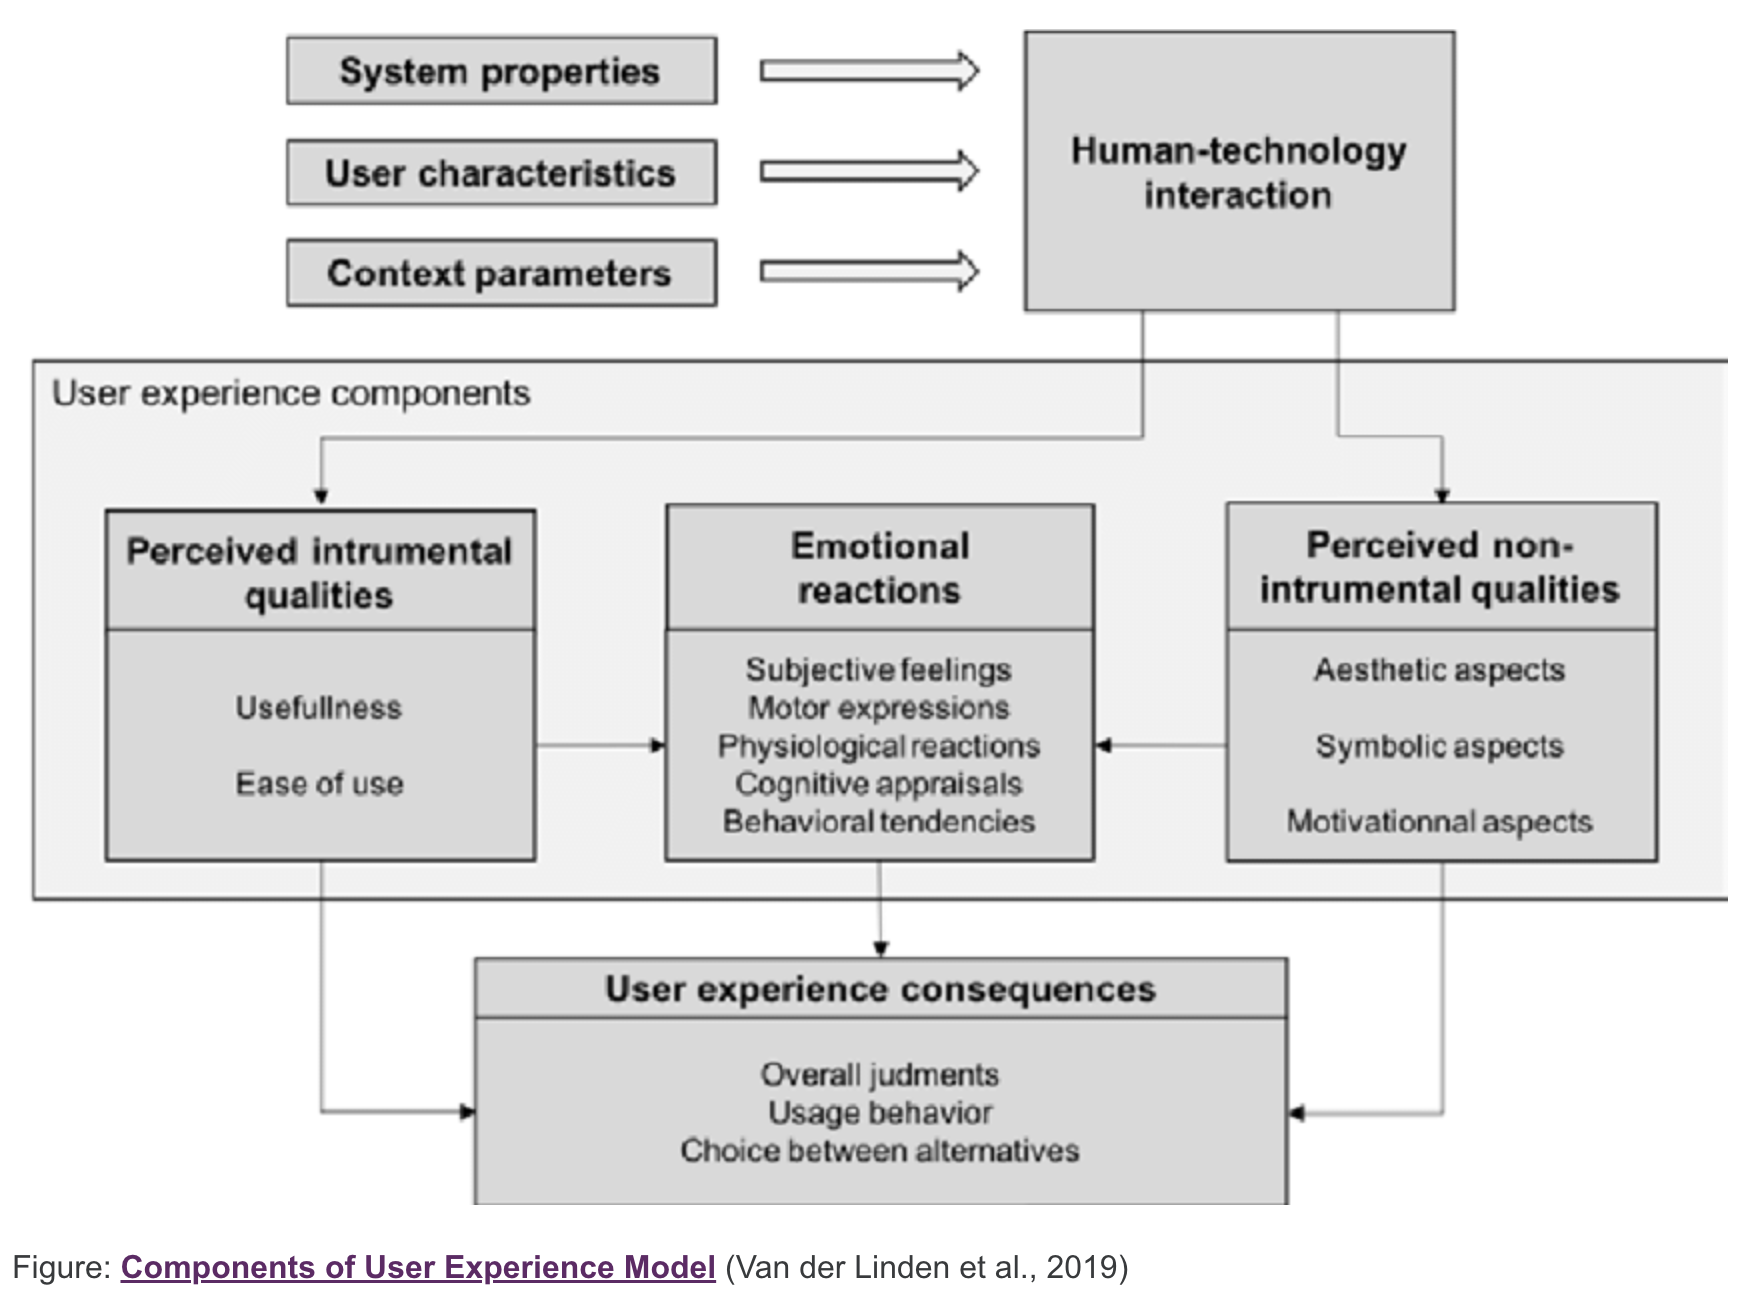 System properties
User characteristics
Context parameters
Human-technology
interaction
User experience components
Perceived intrumental
qualities
Usefullness
Ease of use
Emotional
reactions
Subjective feelings
Motor expressions
Physiological reactions
Cognitive appraisals
Behavioral tendencies
Perceived non-
intrumental qualities
Aesthetic aspects
Symbolic aspects
Motivationnal aspects
User experience consequences
Overall judments
Usage behavior
Choice between alternatives
Figure: Components of User Experience Model (Van der Linden et al., 2019)